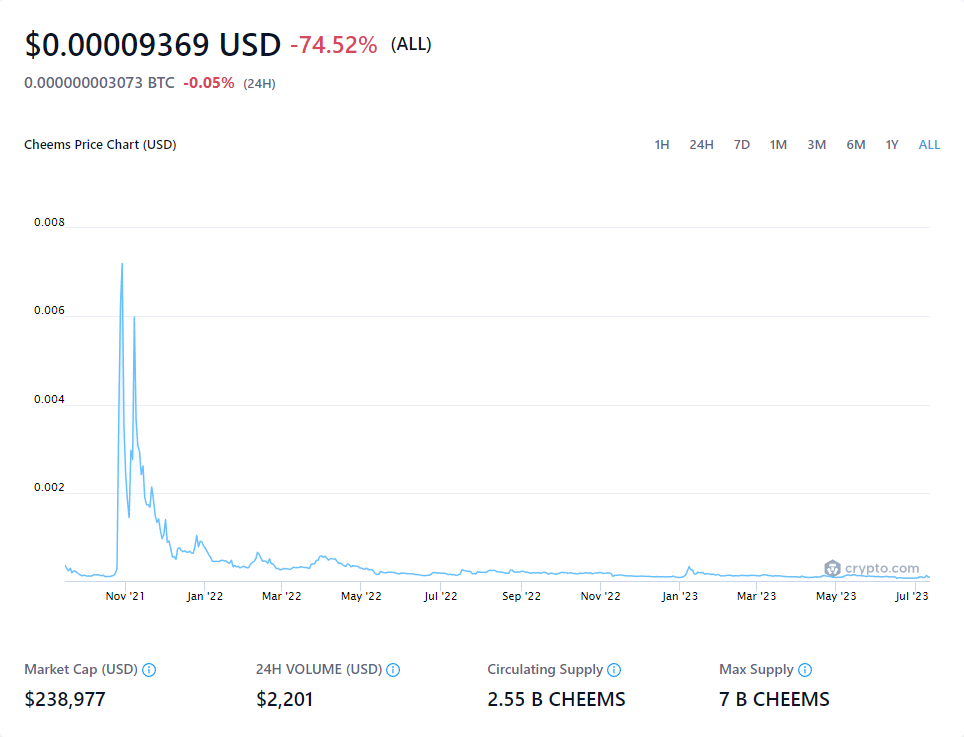 $0.00009369 USD -74.52% (ALL)
0.000000003073 BTC -0.05% (24H)
Cheems Price Chart (USD) 1H 24H 7D 1M 3M 6M 1Y ALL
0.008
0.006
0.004
0.002
crypto.com
Nov '21 Jan '22 Mar '22 May '22 Jul '22 Sep '22 Nov '22 Jan '23 Mar '23 May '23 Jul '23
Market Cap (USD) 24H VOLUME (USD) Circulating Supply Max Supply
$238,977 $2,201 2.55 B CHEEMS 7 B CHEEMS